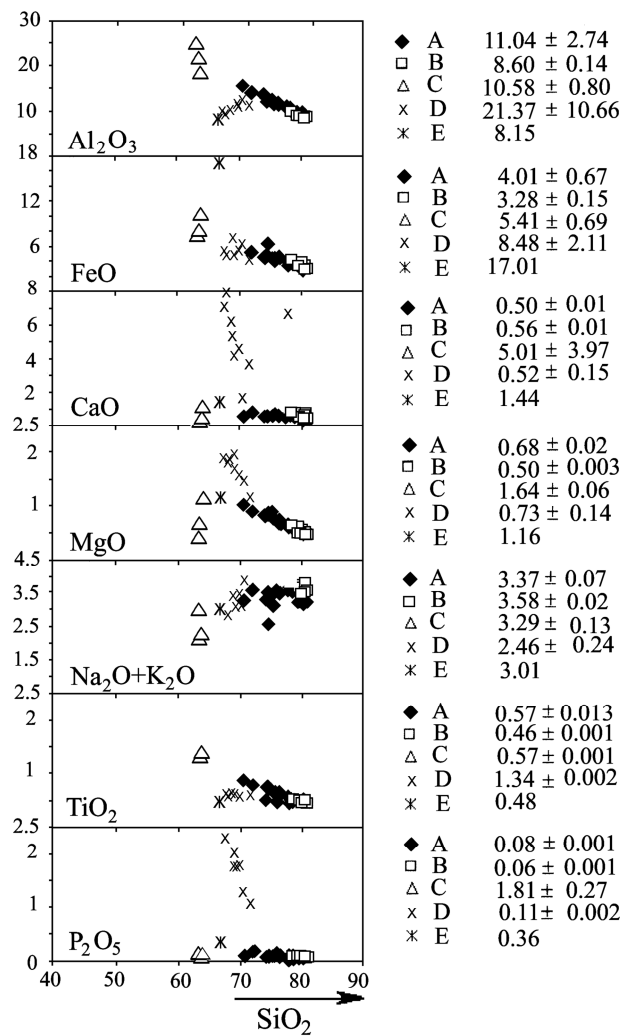 30
20
10
18
Al₂O₃
◆ A 11.04 ± 2.74
□ B 8.60 ± 0.14
△ C 10.58 ± 0.80
x D 21.37 ± 10.66
ж E 8.15
12
6
8
FeO
◆ A 4.01 ± 0.67
□ B 3.28 ± 0.15
△ C 5.41 ± 0.69
x D 8.48 ± 2.11
ж E 17.01
6
4
2
2.5
CaO
◆ A 0.50 ± 0.01
□ B 0.56 ± 0.01
△ C 5.01 ± 3.97
x D 0.52 ± 0.15
ж E 1.44
2
1
4.5
MgO
◆ A 0.68 ± 0.02
□ B 0.50 ± 0.003
△ C 1.64 ± 0.06
x D 0.73 ± 0.14
ж E 1.16
3.5
2.5
2.5
Na₂O+K₂O
◆ A 3.37 ± 0.07
□ B 3.58 ± 0.02
△ C 3.29 ± 0.13
x D 2.46 ± 0.24
ж E 3.01
2
1
2.5
TiO₂
◆ A 0.57 ± 0.013
□ B 0.46 ± 0.001
△ C 0.57 ± 0.001
x D 1.34 ± 0.002
ж E 0.48
2
1
0
P₂O₅
◆ A 0.08 ± 0.001
□ B 0.06 ± 0.001
△ C 1.81 ± 0.27
x D 0.11± 0.002
ж E 0.36
40 50 60 70 80 90
SiO₂